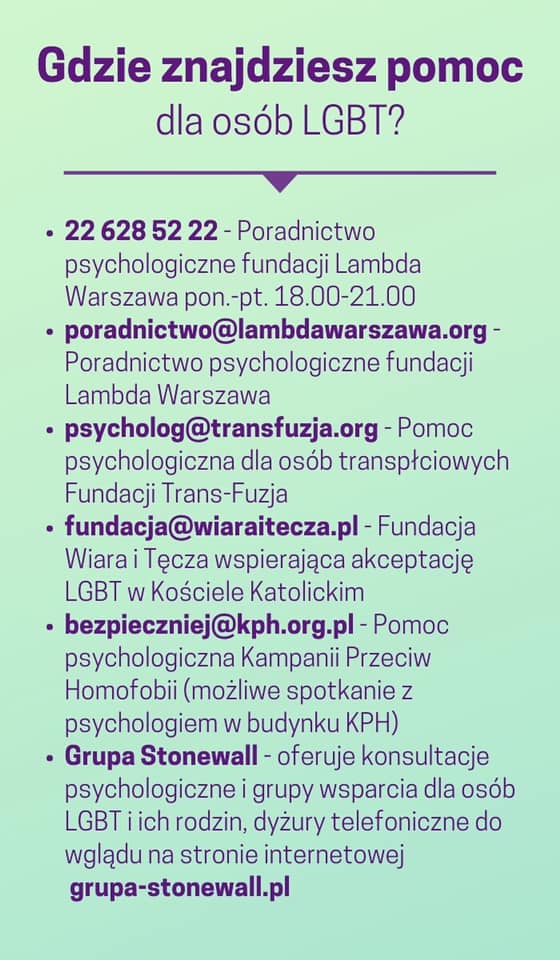 Gdzie znajdziesz pomoc
dla osób LGBT?
• 22 628 52 22 - Poradnictwo
psychologiczne fundacji Lambda
Warszawa pon.-pt. 18.00-21.00
• poradnictwo@lambdawarszawa.org -
Poradnictwo psychologiczne fundacji
Lambda Warszawa
• psycholog@transfuzja.org - Pomoc
psychologiczna dla osób transpłciowych
Fundacji Trans-Fuzja
• fundacja@wiaraitecza.pl - Fundacja
Wiara i Tęcza wspierająca akceptację
LGBT w Kościele Katolickim
• bezpieczniej@kph.org.pl - Pomoc
psychologiczna Kampanii Przeciw
Homofobii (możliwe spotkanie z
psychologiem w budynku KPH)
• Grupa Stonewall - oferuje konsultacje
psychologiczne i grupy wsparcia dla osób
LGBT i ich rodzin, dyżury telefoniczne do
wglądu na stronie internetowej
grupa-stonewall.pl